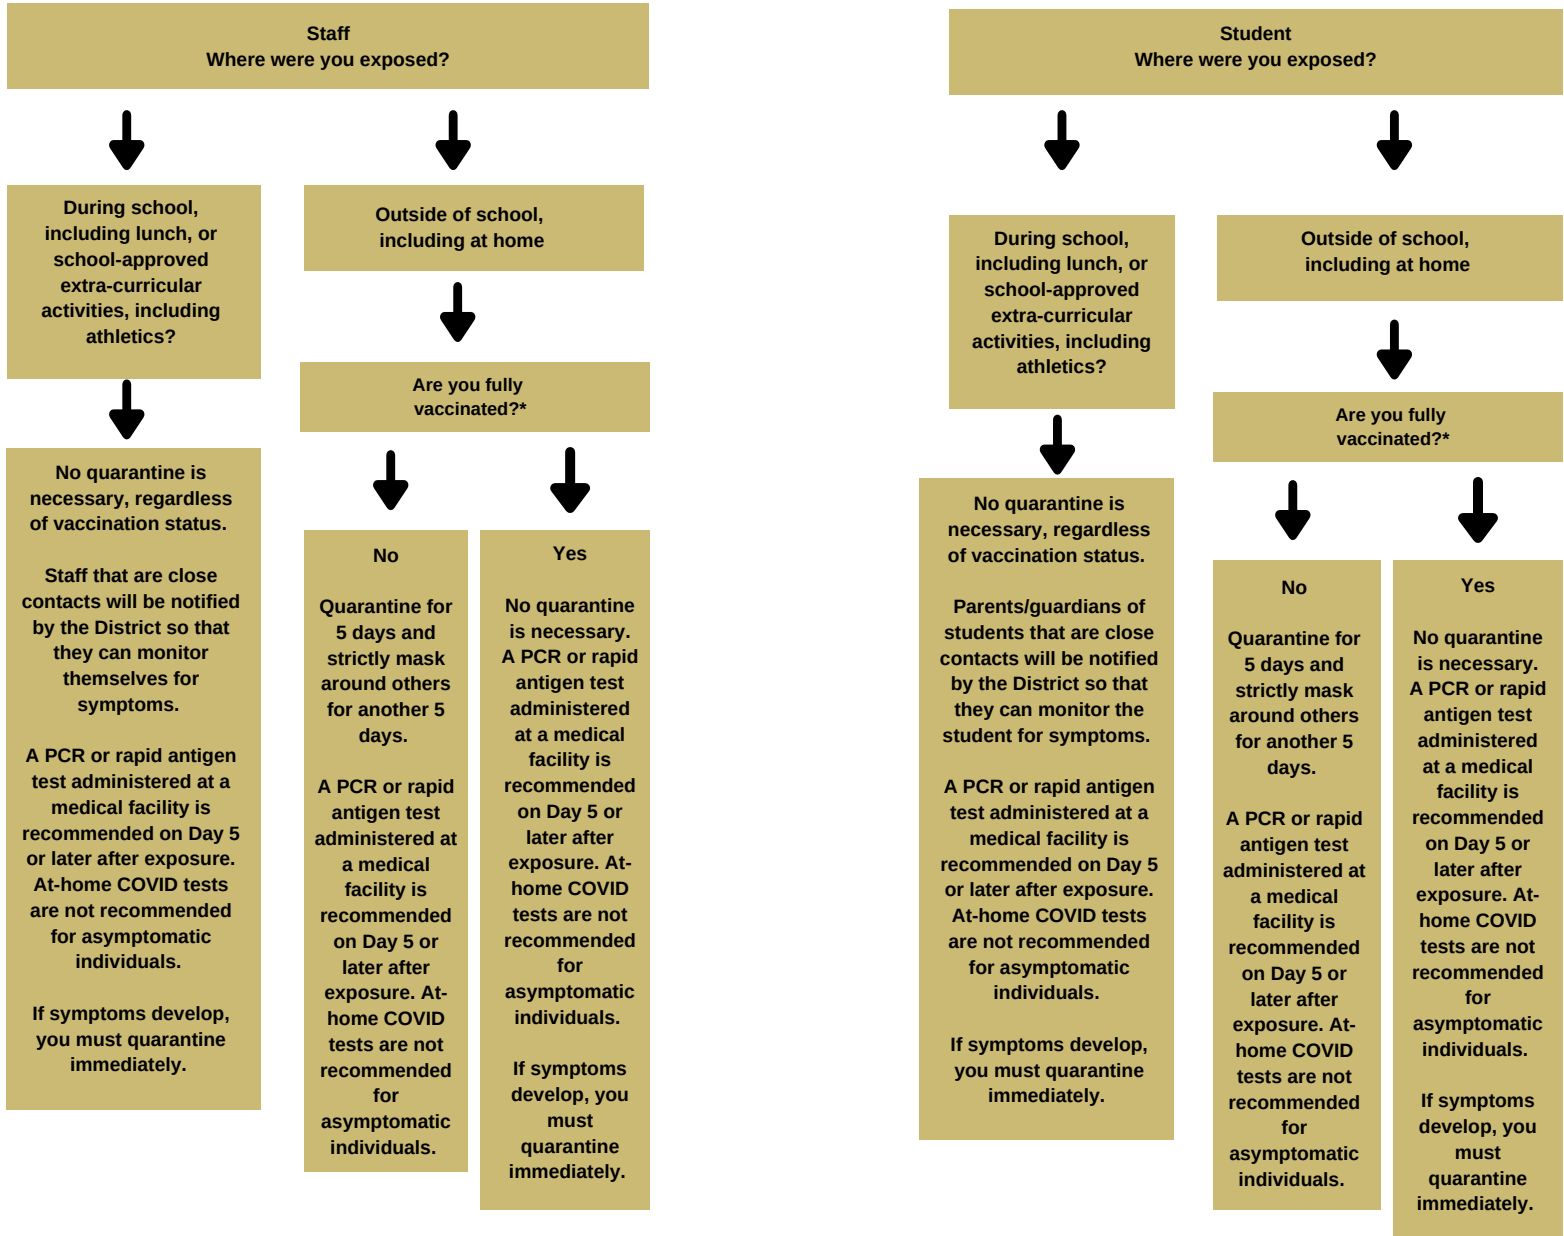 Staff
Where were you exposed?
During school,
including lunch, or
school-approved
extra-curricular
activities, including
athletics?
No quarantine is
necessary, regardless
of vaccination status.
Staff that are close
contacts will be notified
by the District so that
they can monitor
themselves for
symptoms.
A PCR or rapid antigen
test administered at a
medical facility is
recommended on Day 5
or later after exposure.
At-home COVID tests
are not recommended
for asymptomatic
individuals.
If symptoms develop,
you must quarantine
immediately.
Outside of school,
including at home
Are you fully
vaccinated?*
No
Quarantine for
5 days and
strictly mask
around others
for another 5
days.
A PCR or rapid
antigen test
administered at
a medical
facility is
recommended
on Day 5 or
later after
exposure. At-
home COVID
tests are not
recommended
for
asymptomatic
individuals.
Yes
No quarantine
is necessary.
A PCR or rapid
antigen test
administered
at a medical
facility is
recommended
on Day 5 or
later after
exposure. At-
home COVID
tests are not
recommended
for
asymptomatic
individuals.
If symptoms
develop, you
must
quarantine
immediately.
Student
Where were you exposed?
During school,
including lunch, or
school-approved
extra-curricular
activities, including
athletics?
No quarantine is
necessary, regardless
of vaccination status.
Parents/guardians of
students that are close
contacts will be notified
by the District so that
they can monitor the
student for symptoms.
A PCR or rapid antigen
test administered at a
medical facility is
recommended on Day 5
or later after exposure.
At-home COVID tests
are not recommended
for asymptomatic
individuals.
If symptoms develop,
you must quarantine
immediately.
Outside of school,
including at home
Are you fully
vaccinated?*
No
Quarantine for
5 days and
strictly mask
around others
for another 5
days.
A PCR or rapid
antigen test
administered at
a medical
facility is
recommended
on Day 5 or
later after
exposure. At-
home COVID
tests are not
recommended
for
asymptomatic
individuals.
Yes
No quarantine
is necessary.
A PCR or rapid
antigen test
administered
at a medical
facility is
recommended
on Day 5 or
later after
exposure. At-
home COVID
tests are not
recommended
for
asymptomatic
individuals.
If symptoms
develop, you
must
quarantine
immediately.